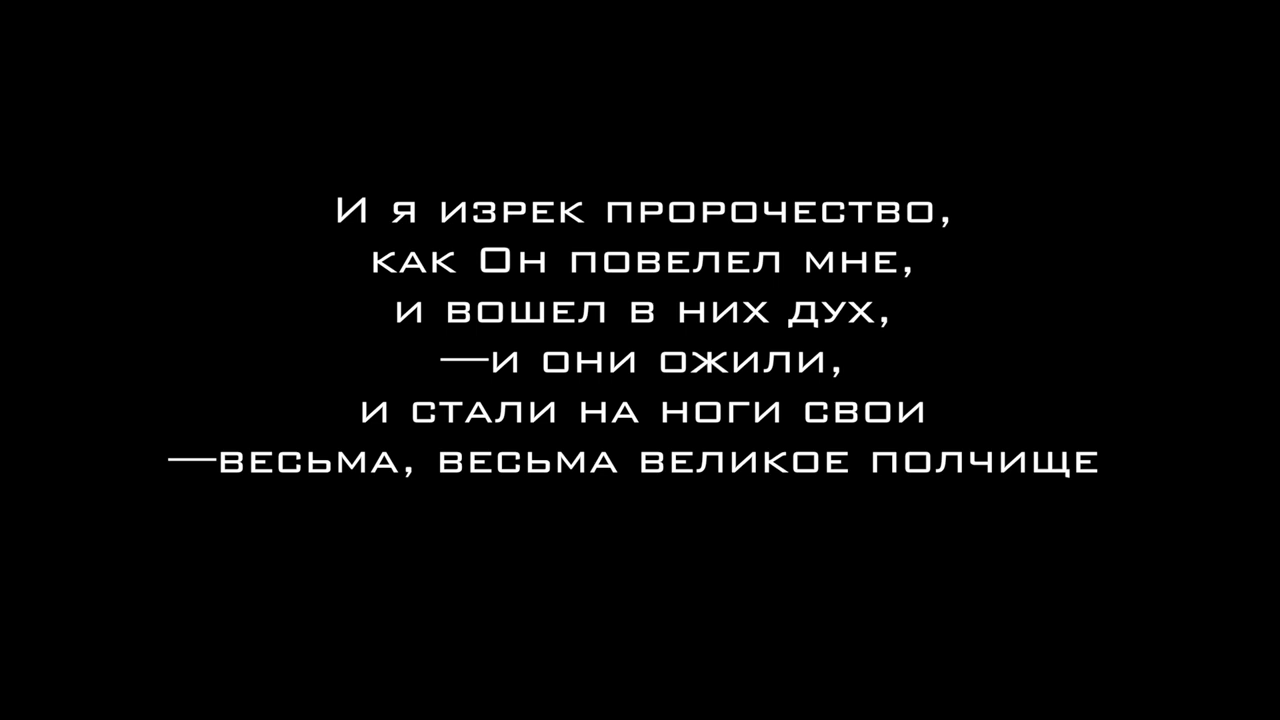 И я изрек пророчество,
как Он повелел мне,
и вошел в них дух,
—и они ожили,
и стали на ноги свои
—весьма, весьма великое полчище